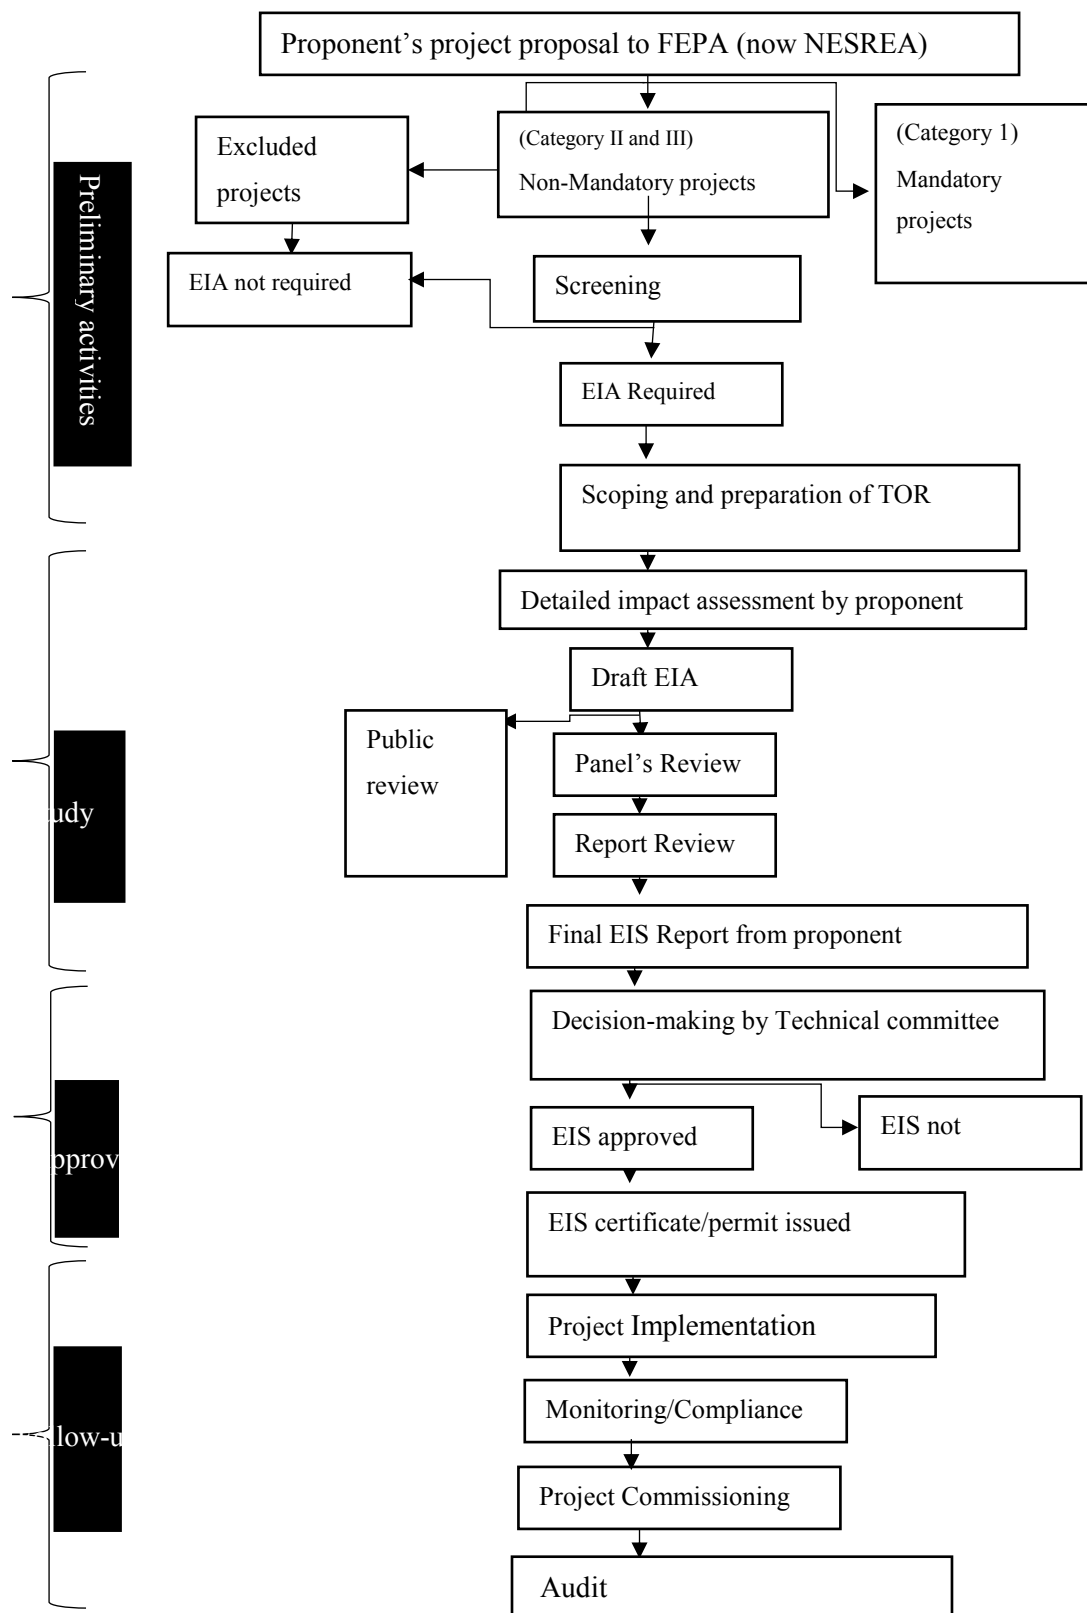 Proponent’s project proposal to FEPA (now NESREA)
(Category II and III)
Non-Mandatory projects
(Category 1)
Mandatory
projects
Excluded
projects
EIA not required
Screening
EIA Required
Scoping and preparation of TOR
Preliminary activities
Detailed impact assessment by proponent
Draft EIA
Public
review
Panel’s Review
Report Review
udy
Final EIS Report from proponent
Decision-making by Technical committee
EIS approved
EIS not
pprov
EIS certificate/permit issued
Project Implementation
Monitoring/Compliance
llow-u
Project Commissioning
Audit